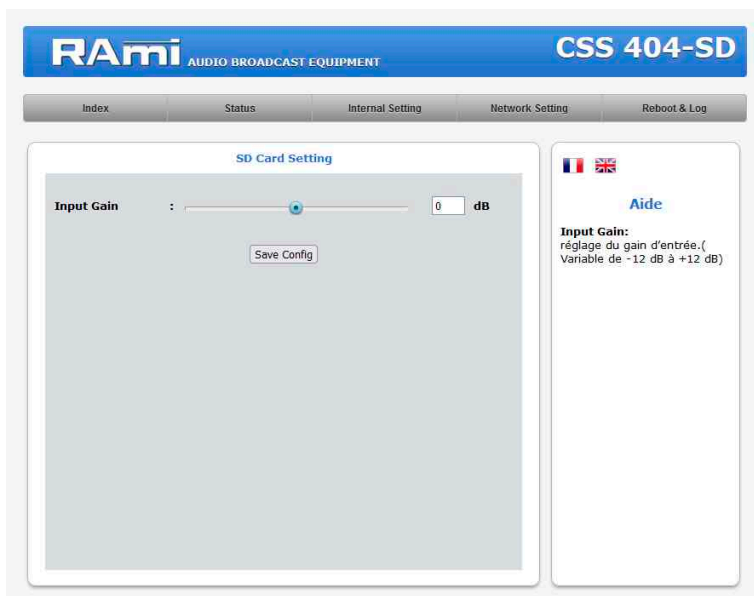 RAmi AUDIO BROADCAST EQUIPMENT
CSS 404-SD
Index Status Internal Setting Network Setting Reboot & Log
SD Card Setting
Input Gain : 0 dB
Save Config
Aide
Input Gain:
réglage du gain d'entrée.(
Variable de -12 dB à +12 dB)